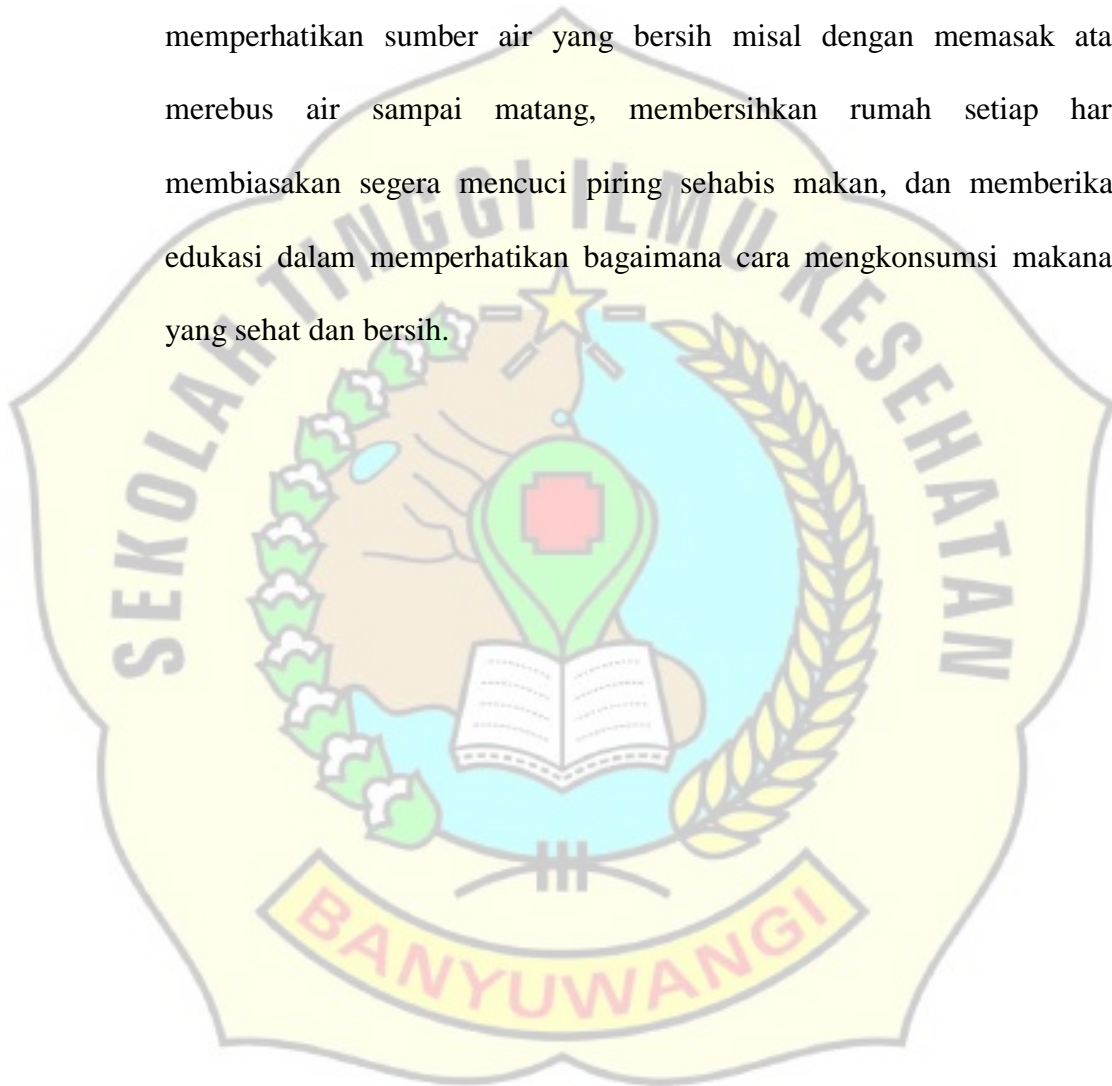 memperhatikan sumber air yang bersih misal dengan memasak ata
merebus air sampai matang, membersihkan rumah setiap har
membiasakan segera mencuci piring sehabis makan, dan memberika
edukasi dalam memperhatikan bagaimana cara mengkonsumsi makana
yang sehat dan bersih.
SEKOLAH TINGGI ILMU KESEHATAN
BANYUWANGI